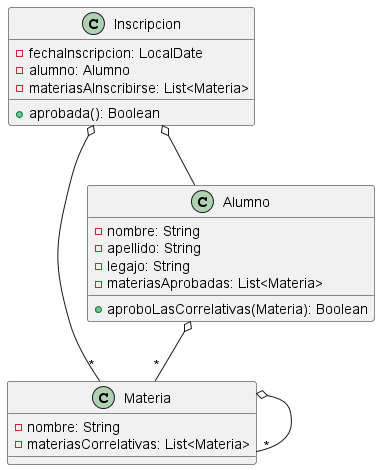 C Inscripcion
fechaInscripcion: LocalDate
alumno: Alumno
materiasAInscribirse: List<Materia>
aprobada(): Boolean
C Alumno
nombre: String
apellido: String
legajo: String
materiasAprobadas: List<Materia>
aproboLasCorrelativas(Materia): Boolean
*
*
C Materia
nombre: String
materiasCorrelativas: List<Materia>
*